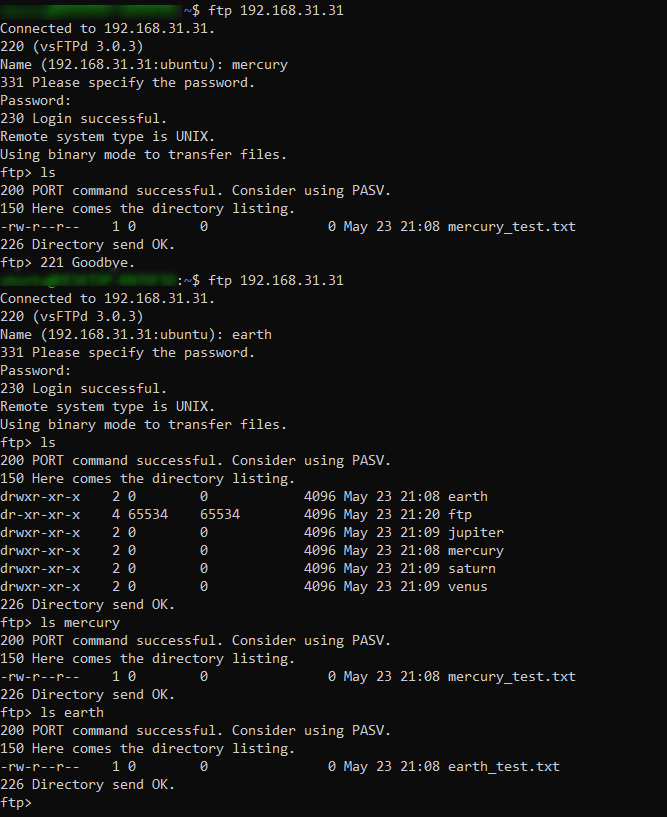 ~$ ftp 192.168.31.31
Connected to 192.168.31.31.
220 (vsFTPd 3.0.3)
Name (192.168.31.31:ubuntu): mercury
331 Please specify the password.
Password:
230 Login successful.
Remote system type is UNIX.
Using binary mode to transfer files.
ftp> ls
200 PORT command successful. Consider using PASV.
150 Here comes the directory listing.
-rw-r--r--    1 0        0               0 May 23 21:08 mercury_test.txt
226 Directory send OK.
ftp> 221 Goodbye.
:~$ ftp 192.168.31.31
Connected to 192.168.31.31.
220 (vsFTPd 3.0.3)
Name (192.168.31.31:ubuntu): earth
331 Please specify the password.
Password:
230 Login successful.
Remote system type is UNIX.
Using binary mode to transfer files.
ftp> ls
200 PORT command successful. Consider using PASV.
150 Here comes the directory listing.
drwxr-xr-x    2 0        0            4096 May 23 21:08 earth
dr-xr-xr-x    4 65534    65534        4096 May 23 21:20 ftp
drwxr-xr-x    2 0        0            4096 May 23 21:09 jupiter
drwxr-xr-x    2 0        0            4096 May 23 21:08 mercury
drwxr-xr-x    2 0        0            4096 May 23 21:09 saturn
drwxr-xr-x    2 0        0            4096 May 23 21:09 venus
226 Directory send OK.
ftp> ls mercury
200 PORT command successful. Consider using PASV.
150 Here comes the directory listing.
-rw-r--r--    1 0        0               0 May 23 21:08 mercury_test.txt
226 Directory send OK.
ftp> ls earth
200 PORT command successful. Consider using PASV.
150 Here comes the directory listing.
-rw-r--r--    1 0        0               0 May 23 21:08 earth_test.txt
226 Directory send OK.
ftp>